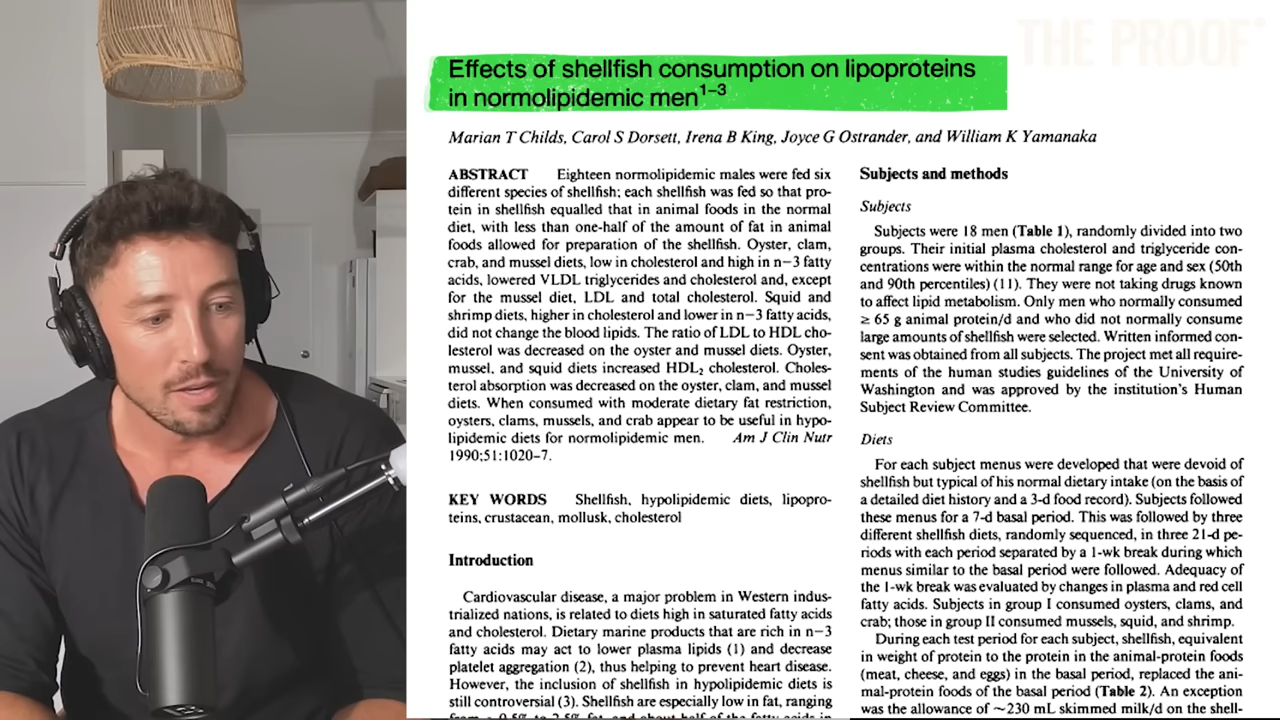 THE PROOF
Effects of shellfish consumption on lipoproteins
in normolipidemic men1–3
Marian T Childs, Carol S Dorsett, Irena B King, Joyce G Ostrander, and William K Yamanaka
ABSTRACT Eighteen normolipidemic males were fed six
different species of shellfish; each shellfish was fed so that pro-
tein in shellfish equalled that in animal foods in the normal
diet, with less than one-half of the amount of fat in animal
foods allowed for preparation of the shellfish. Oyster, clam,
crab, and mussel diets, low in cholesterol and high in n−3 fatty
acids, lowered VLDL triglycerides and cholesterol and, except
for the mussel diet, LDL and total cholesterol. Squid and
shrimp diets, higher in cholesterol and lower in n−3 fatty acids,
did not change the blood lipids. The ratio of LDL to HDL cho-
lesterol was decreased on the oyster and mussel diets. Oyster,
mussel, and squid diets increased HDL2 cholesterol. Choles-
terol absorption was decreased on the oyster, clam, and mussel
diets. When consumed with moderate dietary fat restriction,
oysters, clams, mussels, and crab appear to be useful in hypo-
lipidemic diets for normolipidemic men. Am J Clin Nutr
1990;51:1020–7.
KEY WORDS Shellfish, hypolipidemic diets, lipopro-
teins, crustacean, mollusk, cholesterol
Introduction
Cardiovascular disease, a major problem in Western indus-
trialized nations, is related to diets high in saturated fatty acids
and cholesterol. Dietary marine products that are rich in n−3
fatty acids may act to lower plasma lipids (1) and decrease
platelet aggregation (2), thus helping to prevent heart disease.
However, the inclusion of shellfish in hypolipidemic diets is
still controversial (3). Shellfish are especially low in fat, ranging
from ~ 0.5% to 2.5% fat, and about half of the fatty acids in
Subjects and methods
Subjects
Subjects were 18 men (Table 1), randomly divided into two
groups. Their initial plasma cholesterol and triglyceride con-
centrations were within the normal range for age and sex (50th
and 90th percentiles) (11). They were not taking drugs known
to affect lipid metabolism. Only men who normally consumed
≥ 65 g animal protein/d and who did not normally consume
large amounts of shellfish were selected. Written informed con-
sent was obtained from all subjects. The project met all require-
ments of the human studies guidelines of the University of
Washington and was approved by the institution's Human
Subject Review Committee.
Diets
For each subject menus were developed that were devoid of
shellfish but typical of his normal dietary intake (on the basis of
a detailed diet history and a 3-d food record). Subjects followed
these menus for a 7-d basal period. This was followed by three
different shellfish diets, randomly sequenced, in three 21-d pe-
riods with each period separated by a 1-wk break during which
menus similar to the basal period were followed. Adequacy of
the 1-wk break was evaluated by changes in plasma and red cell
fatty acids. Subjects in group I consumed oysters, clams, and
crab; those in group II consumed mussels, squid, and shrimp.
During each test period for each subject, shellfish, equivalent
in weight of protein to the protein in the animal-protein foods
(meat, cheese, and eggs) in the basal period, replaced the ani-
mal-protein foods of the basal period (Table 2). An exception
was the allowance of ~230 mL skimmed milk/d on the shell-